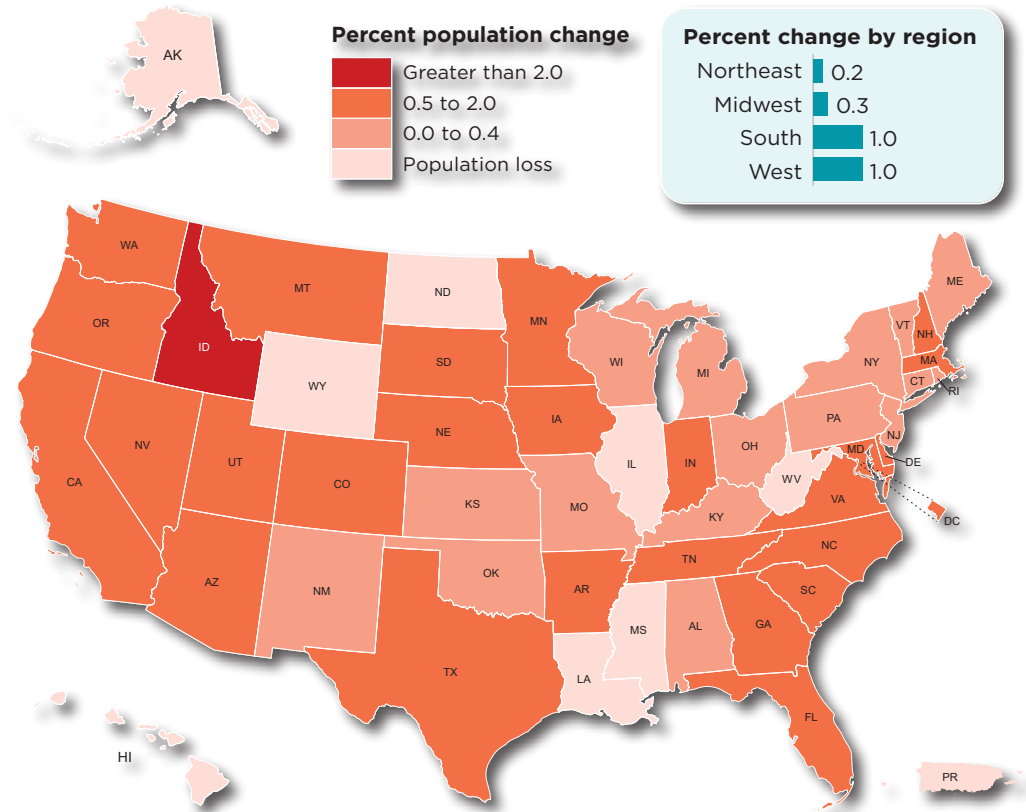 Percent population change
Greater than 2.0
0.5 to 2.0
0.0 to 0.4
Population loss
Percent change by region
Northeast 0.2
Midwest 0.3
South 1.0
West 1.0
AK
WA
MT
ND
MN
ME
OR
ID
SD
WI
MI
VT
NH
NY
MA
CT
RI
WY
NE
IA
PA
NJ
NV
UT
CO
IL
IN
OH
MD
DE
WV
CA
KS
MO
KY
VA
DC
AZ
NM
OK
AR
TN
NC
SC
MS
AL
GA
TX
LA
FL
HI
PR